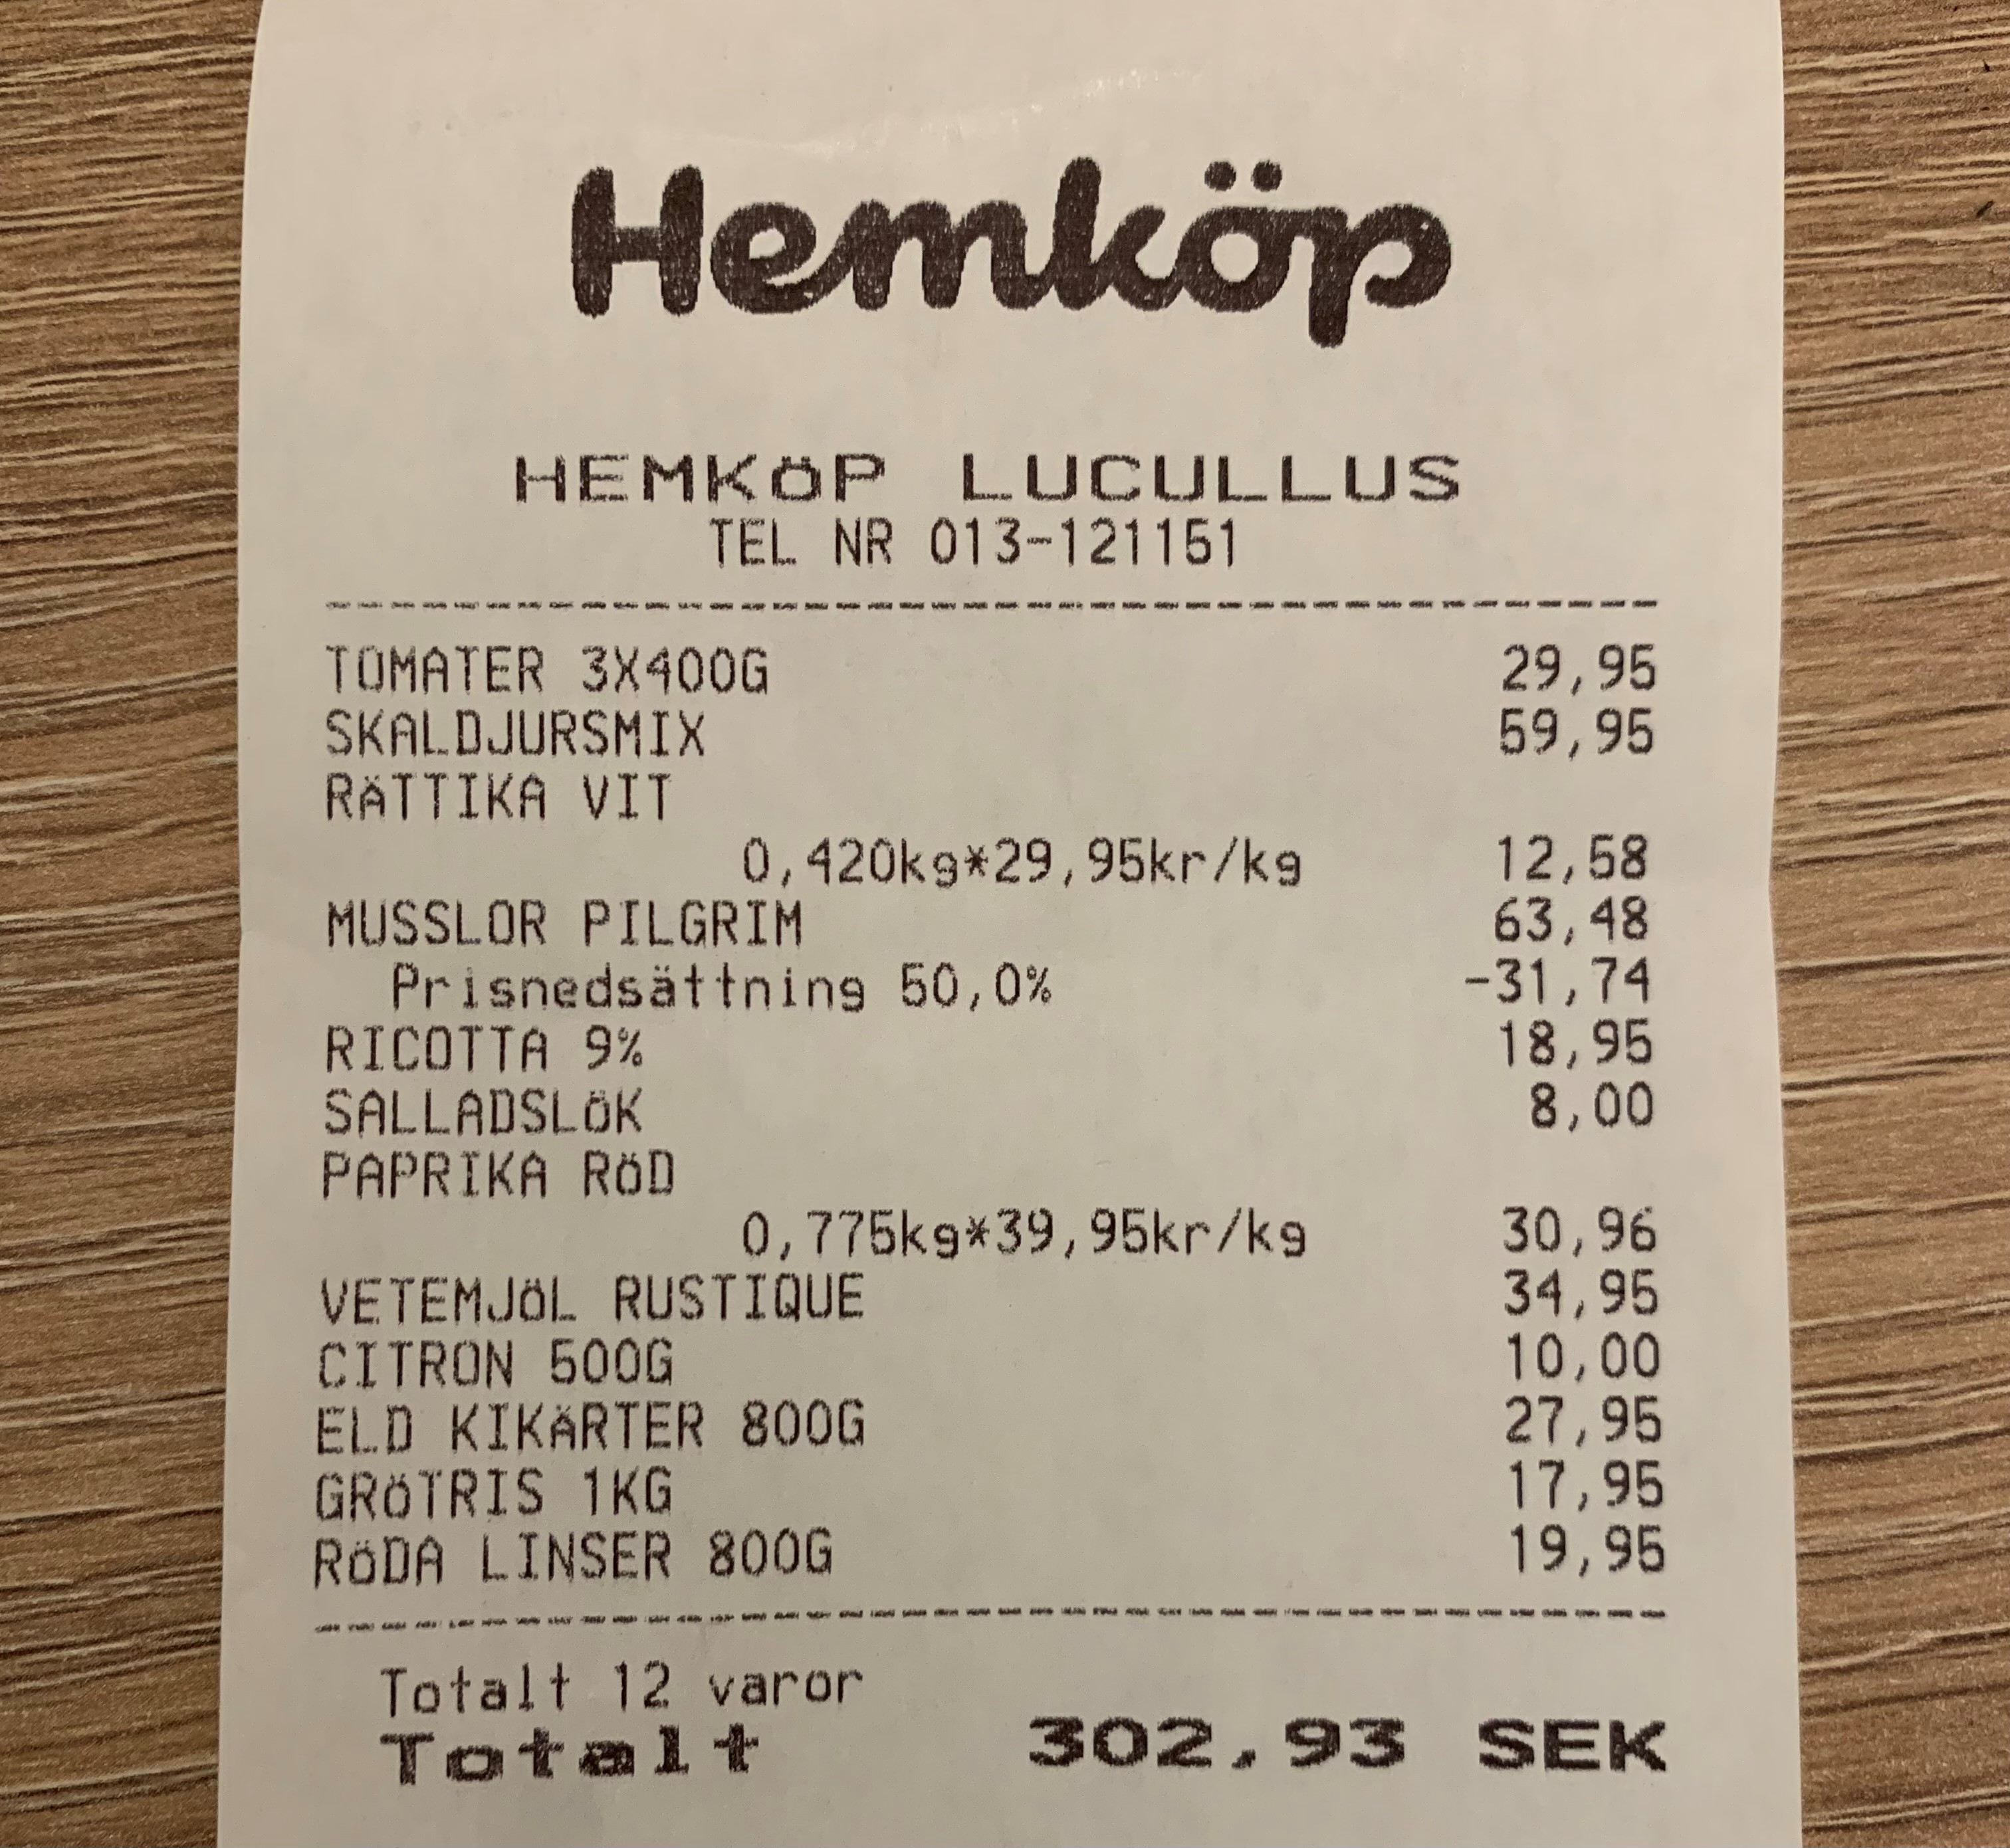 Hemköp
HEMKÖP LUCULLUS
TEL NR 013-121151
TOMATER 3X400G 29,95
SKALDJURSMIX 59,95
RÄTTIKA VIT
0,420kg*29,95kr/kg 12,58
MUSSLOR PILGRIM 63,48
Prisnedsättning 50,0% -31,74
RICOTTA 9% 18,95
SALLADSLÖK 8,00
PAPRIKA RÖD
0,775kg*39,95kr/kg 30,96
VETEMJÖL RUSTIQUE 34,95
CITRON 500G 10,00
ELD KIKÄRTER 800G 27,95
GRÖTRIS 1KG 17,95
RÖDA LINSER 800G 19,95
Totalt 12 varor
Totalt 302,93 SEK